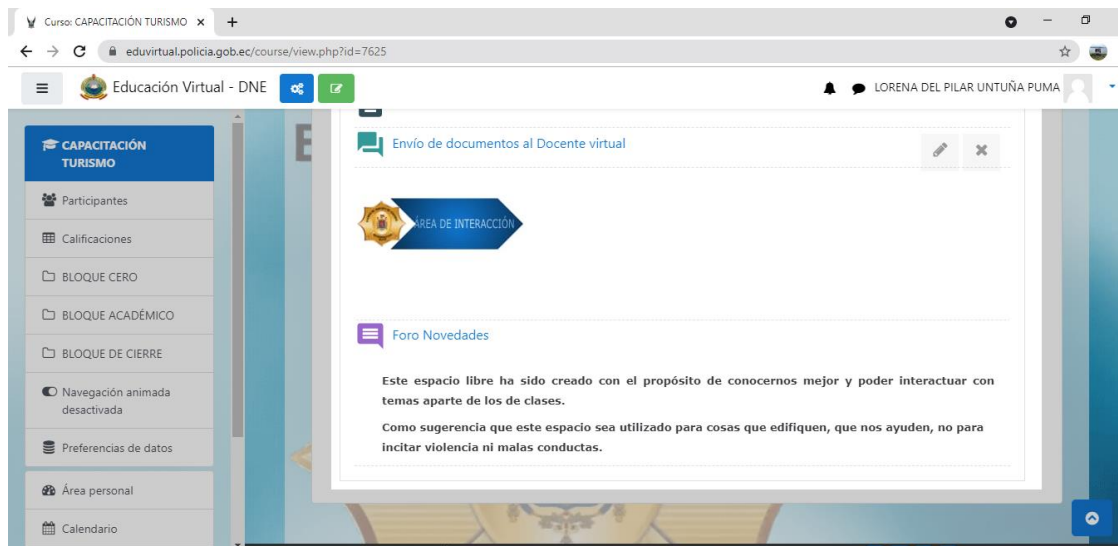 Curso: CAPACITACIÓN TURISMO
eduvirtual.policia.gob.ec/course/view.php?id=7625
Educación Virtual - DNE
LORENA DEL PILAR UNTUÑA PUMA
CAPACITACIÓN
TURISMO
Participantes
Calificaciones
BLOQUE CERO
BLOQUE ACADÉMICO
BLOQUE DE CIERRE
Navegación animada
desactivada
Preferencias de datos
Área personal
Calendario
Envío de documentos al Docente virtual
ÁREA DE INTERACCIÓN
Foro Novedades
Este espacio libre ha sido creado con el propósito de conocernos mejor y poder interactuar con
temas aparte de los de clases.
Como sugerencia que este espacio sea utilizado para cosas que edifiquen, que nos ayuden, no para
incitar violencia ni malas conductas.